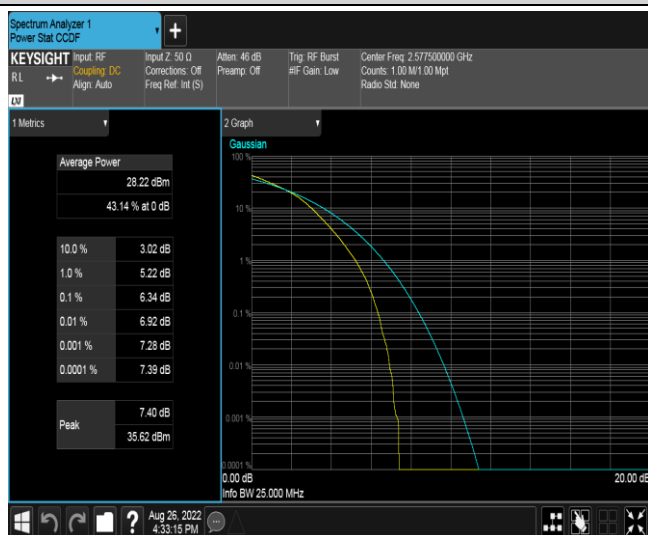 Spectrum Analyzer 1
Power Stat CCDF
+
KEYSIGHT
RL
LXI
Input: RF
Coupling: DC
Align: Auto
Input Z: 50 Ω
Corrections: Off
Freq Ref: Int (S)
Atten: 46 dB
Preamp: Off
Trig: RF Burst
#IF Gain: Low
Center Freq: 2.577500000 GHz
Counts: 1.00 M/1.00 Mpt
Radio Std: None
1 Metrics
Average Power
28.22 dBm
43.14 % at 0 dB
10.0 % 3.02 dB
1.0 % 5.22 dB
0.1 % 6.34 dB
0.01 % 6.92 dB
0.001 % 7.28 dB
0.0001 % 7.39 dB
Peak
7.40 dB
35.62 dBm
2 Graph
Gaussian
100 %
10 %
1 %
0.1 %
0.01 %
0.001 %
0.0001 %
0.00 dB 20.00 dB
Info BW 25.000 MHz
?
Aug 26, 2022
4:33:15 PM